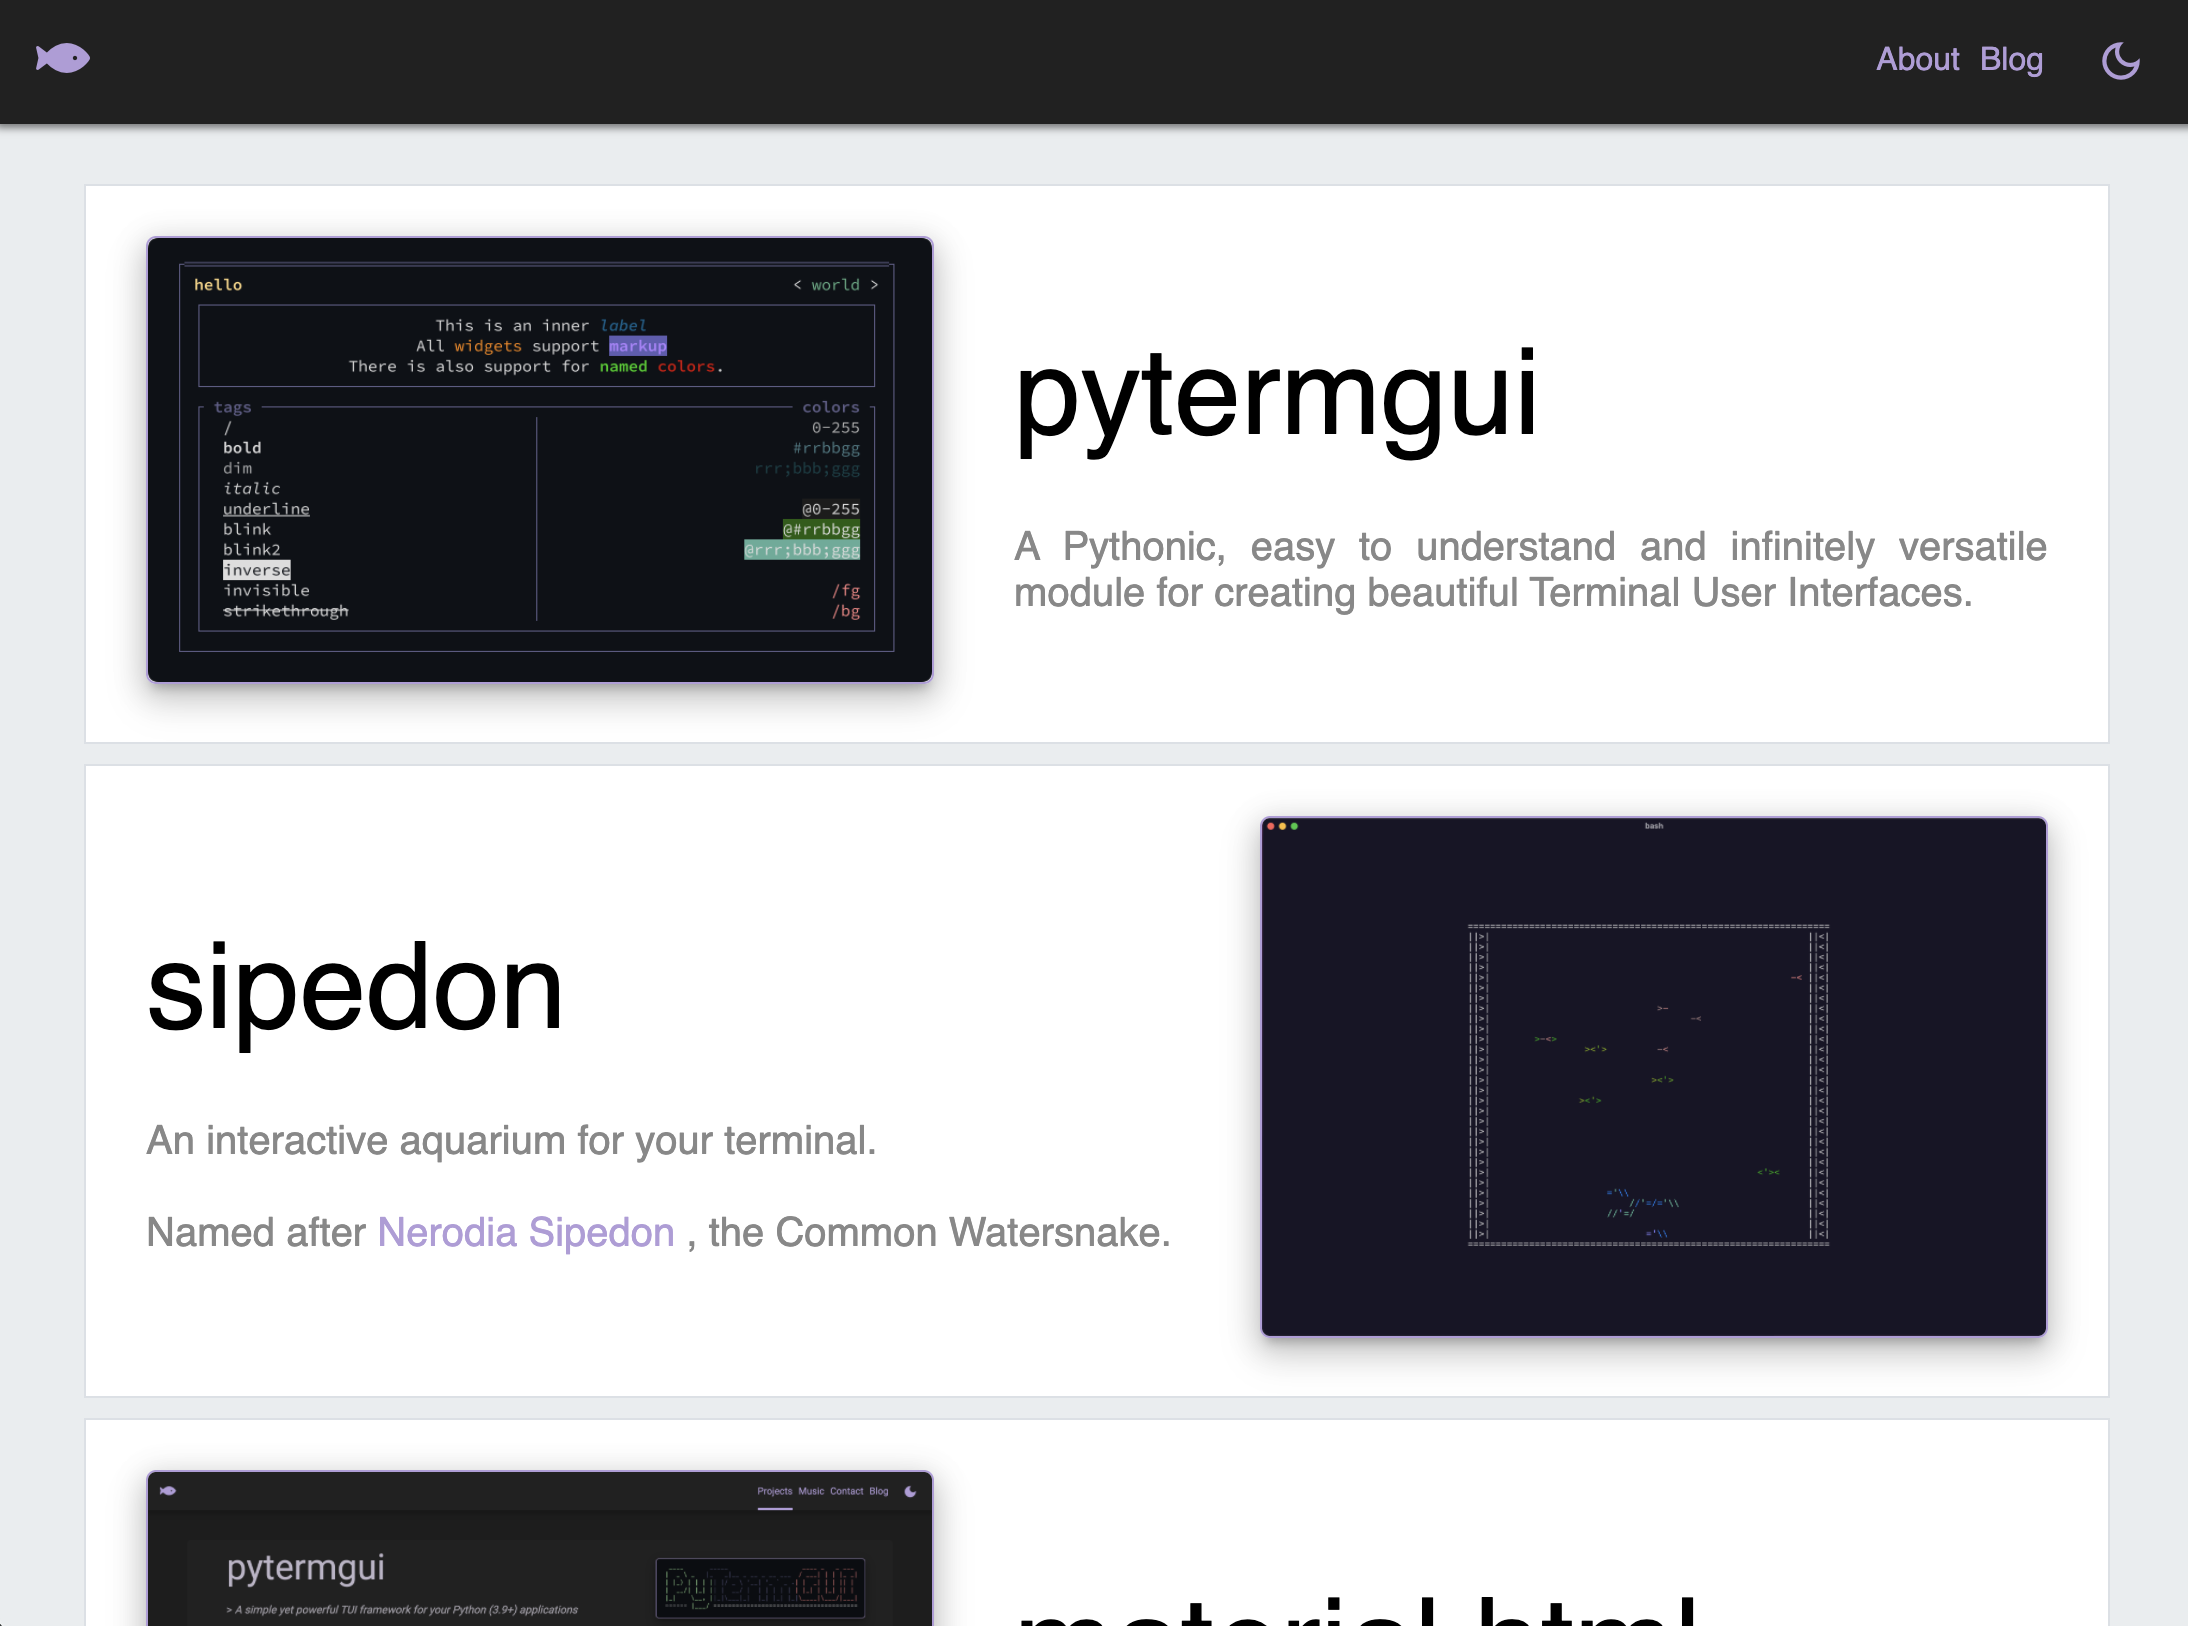 About Blog
hello < world >
This is an inner label
All widgets support markup
There is also support for named colors.
tags colors
/ 0-255
bold #rrbbgg
dim rrr;bbb;ggg
italic
underline @0-255
blink @#rrbbgg
blink2 @rrr;bbb;ggg
inverse
invisible /fg
strikethrough /bg
pytermgui
A Pythonic, easy to understand and infinitely versatile
module for creating beautiful Terminal User Interfaces.
sipedon
An interactive aquarium for your terminal.
Named after Nerodia Sipedon , the Common Watersnake.
bash
Projects Music Contact Blog
pytermgui
> A simple yet powerful TUI framework for your Python (3.9+) applications
PyTermGUI